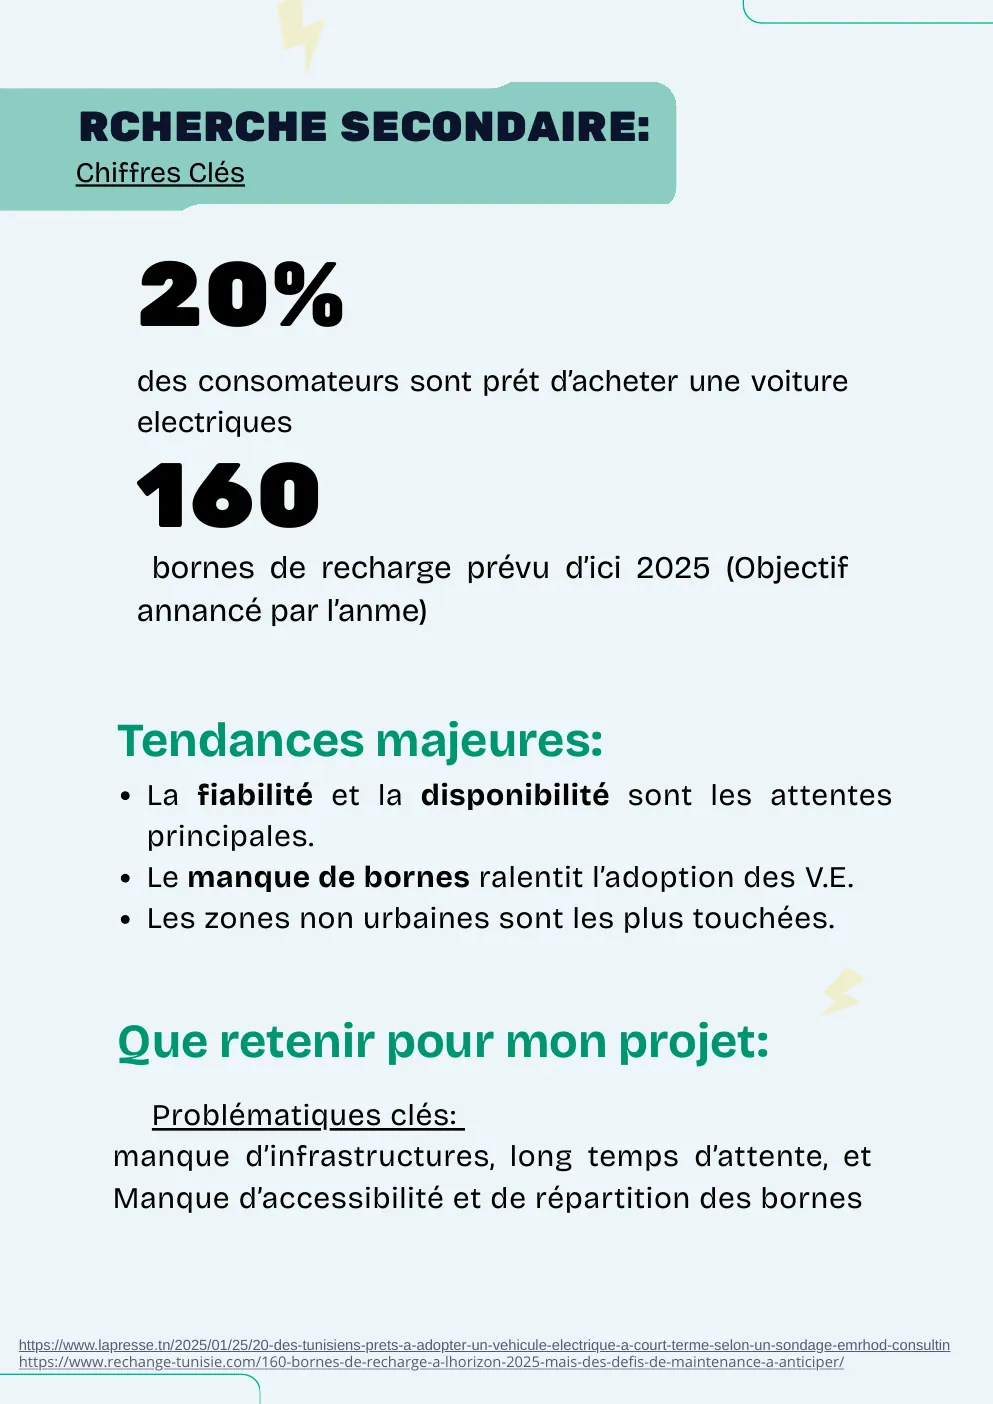 RCHERCHE SECONDAIRE:
Chiffres Clés
20%
des consomateurs sont prét d’acheter une voiture
electriques
160
bornes de recharge prévu d’ici 2025 (Objectif
annancé par l’anme)
Tendances majeures:
• La fiabilité et la disponibilité sont les attentes
principales.
• Le manque de bornes ralentit l’adoption des V.E.
• Les zones non urbaines sont les plus touchées.
Que retenir pour mon projet:
Problématiques clés:
manque d’infrastructures, long temps d’attente, et
Manque d’accessibilité et de répartition des bornes
https://www.lapresse.tn/2025/01/25/20-des-tunisiens-prets-a-adopter-un-vehicule-electrique-a-court-terme-selon-un-sondage-emrhod-consultin
https://www.rechange-tunisie.com/160-bornes-de-recharge-a-lhorizon-2025-mais-des-defis-de-maintenance-a-anticiper/